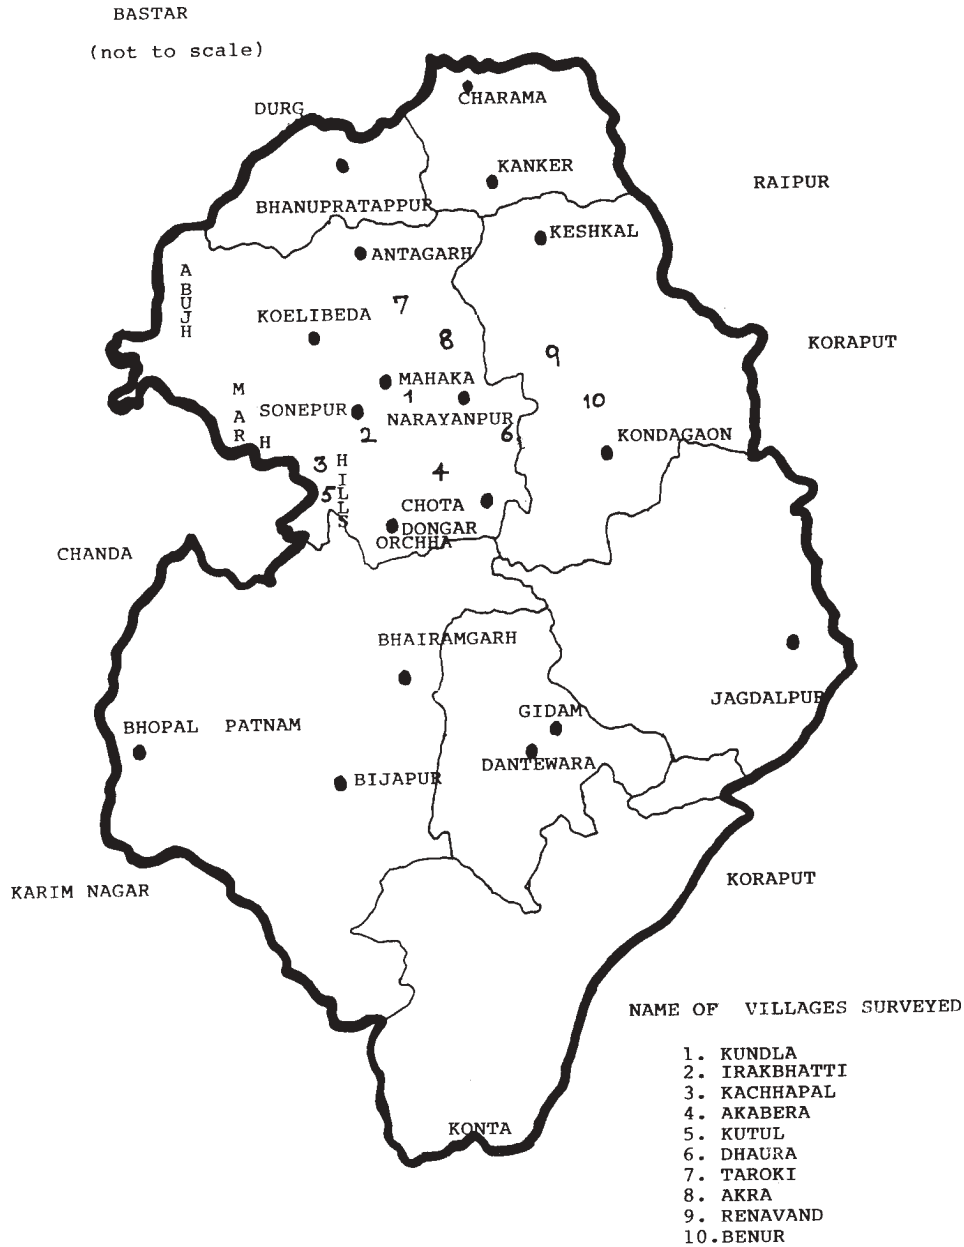 BASTAR
(not to scale)
CHARAMA
DURG
KANKER
RAIPUR
BHANUPRATAPPUR
KESHKAL
ANTAGARH
ABUJH
7
KOELIBEDA
8
KORAPUT
9
MAHAKA
MARH
1
10
SONEPUR
NARAYANPUR
2
6
KONDAGAON
3
HILLS
4
5
CHOTA
DONGAR
ORCHHA
CHANDA
BHAIRAMGARH
JAGDALPUR
GIDAM
BHOPAL PATNAM
DANTEWARA
BIJAPUR
KORAPUT
KARIM NAGAR
NAME OF VILLAGES SURVEYED
1. KUNDLA
2. IRAKBHATTI
3. KACHHAPAL
4. AKABERA
5. KUTUL
6. DHAURA
7. TAROKI
8. AKRA
9. RENAVAND
10.BENUR
KONTA